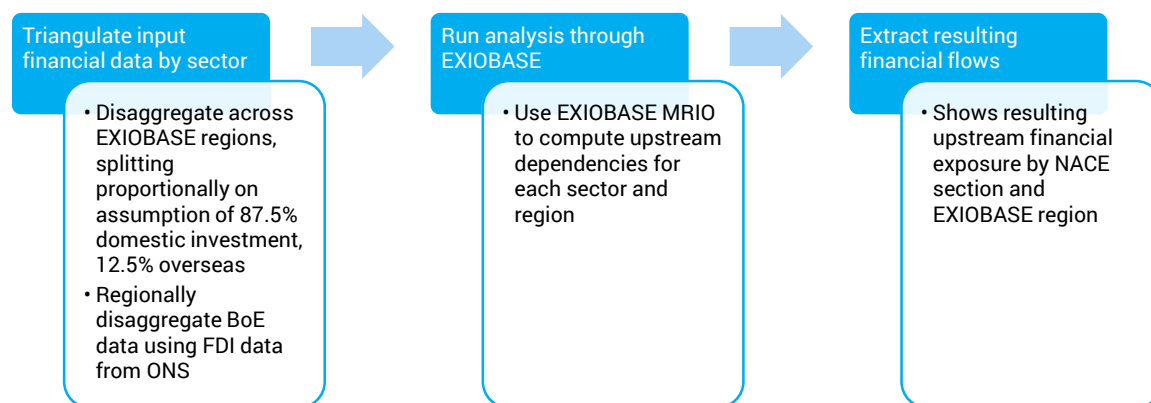 Triangulate input
financial data by sector
• Disaggregate across
EXIOBASE regions,
splitting
proportionally on
assumption of 87.5%
domestic investment,
12.5% overseas
• Regionally
disaggregate BoE
data using FDI data
from ONS
Run analysis through
EXIOBASE
• Use EXIOBASE MRIO
to compute upstream
dependencies for
each sector and
region
Extract resulting
financial flows
• Shows resulting
upstream financial
exposure by NACE
section and
EXIOBASE region